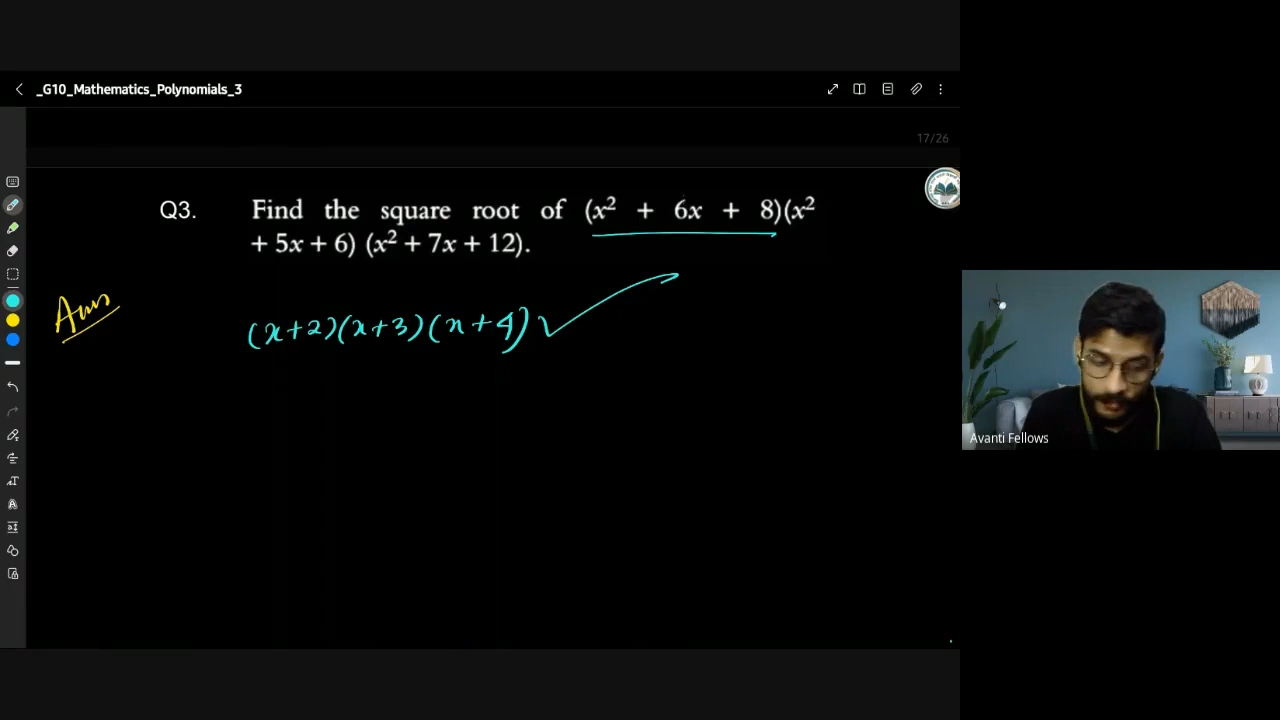 _G10_Mathematics_Polynomials_3
17/26
Q3. Find the square root of (x² + 6x + 8)(x²
+ 5x + 6) (x² + 7x + 12).
Ans
(x+2)(x+3)(x+4)
Avanti Fellows